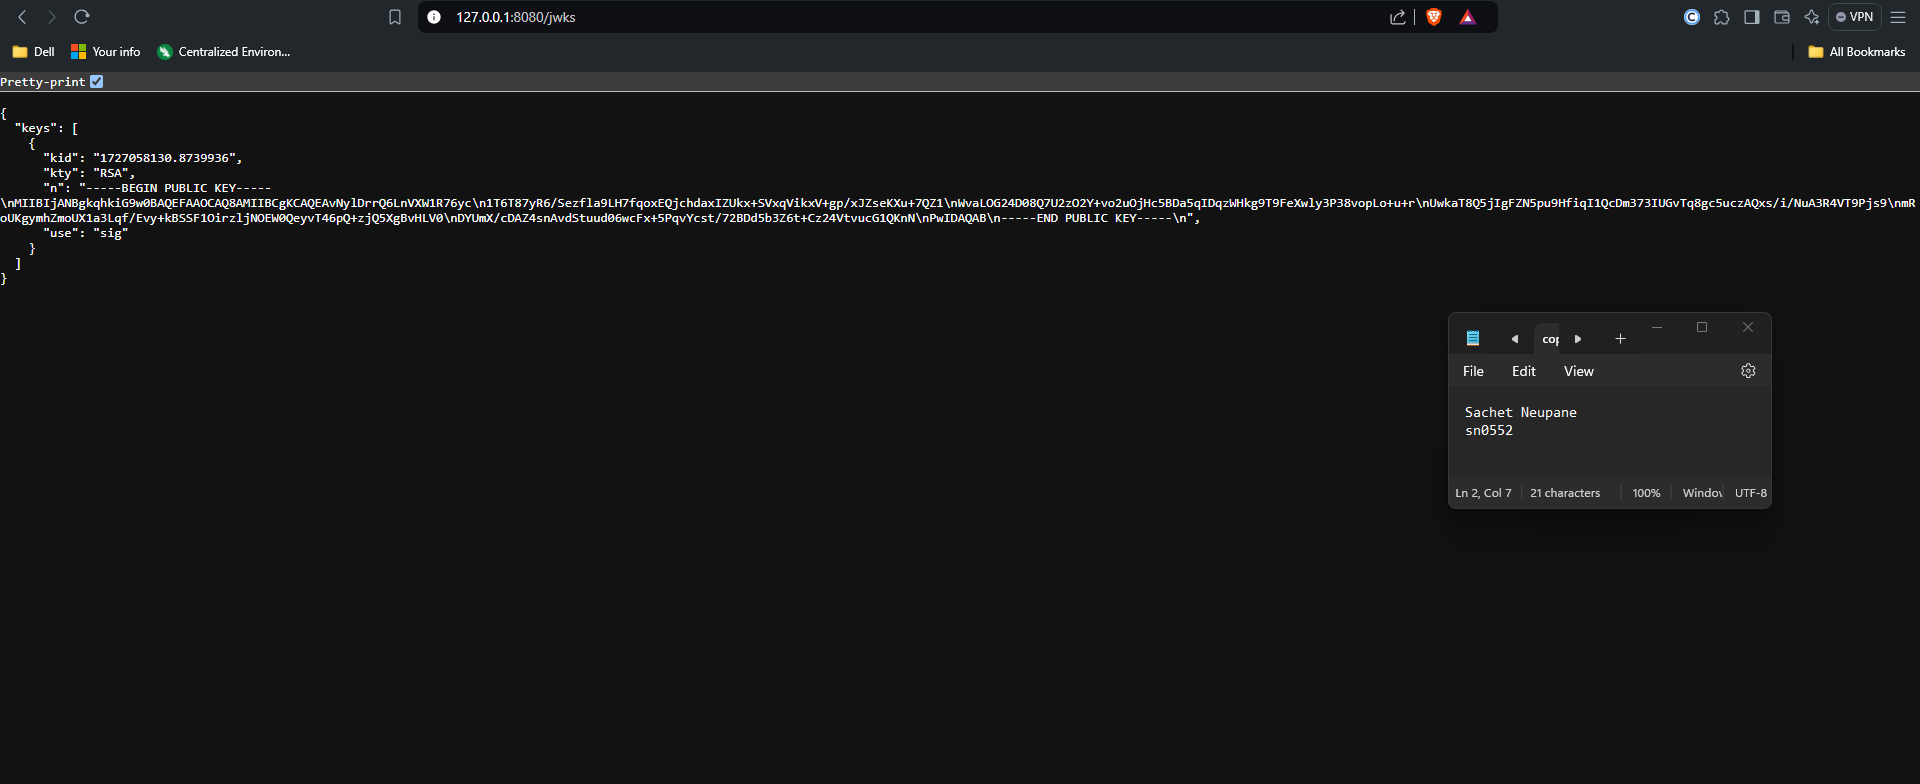 127.0.0.1:8080/jwks
VPN
Dell
Your info
Centralized Environ...
All Bookmarks
Pretty-print
{
"keys": [
{
"kid": "1727058130.8739936",
"kty": "RSA",
"n": "-----BEGIN PUBLIC KEY-----
\nMIIBIjANBgkqhkiG9w0BAQEFAAOCAQ8AMIIBCgKCAQEAvNylDrrQ6LnVXW1R76yc\n1T6T87yR6/Sezfla9LH7fqoxEQjchdaxIZUkx+SVxqVikxV+gp/xJZseKXu+7QZ1\nWvaLOG24D08Q7U2zO2Y+vo2uOjHc5BDa5qIDqzWHkg9T9FeXwly3P38vopLo+u+r\nUwkaT8Q5jIgFZN5pu9HfiqI1QcDm373IUGvTq8gc5uczAQxs/i/NuA3R4VT9Pjs9\nmR
oUKgymhZmoUX1a3Lqf/Evy+kBSSF1OirzljNOEW0QeyvT46pQ+zjQ5XgBvHLV0\nDYUmX/cDAZ4snAvdStuud06wcFx+5PqvYcst/72BDd5b3Z6t+Cz24VtvucG1QKnN\nPwIDAQAB\n-----END PUBLIC KEY-----\n",
"use": "sig"
}
]
}
File Edit View
Sachet Neupane
sn0552
Ln 2, Col 7
21 characters
100%
UTF-8